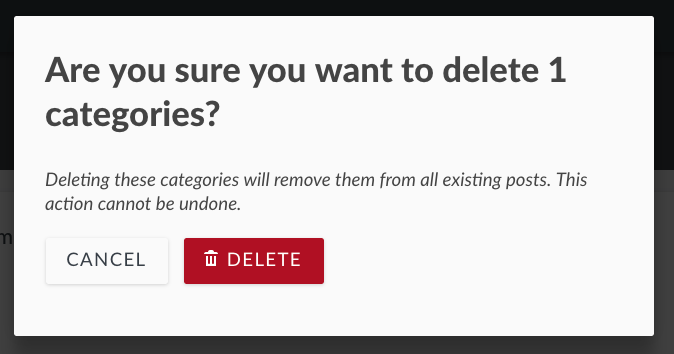 Are you sure you want to delete 1
categories?
Deleting these categories will remove them from all existing posts. This
action cannot be undone.
CANCEL
DELETE